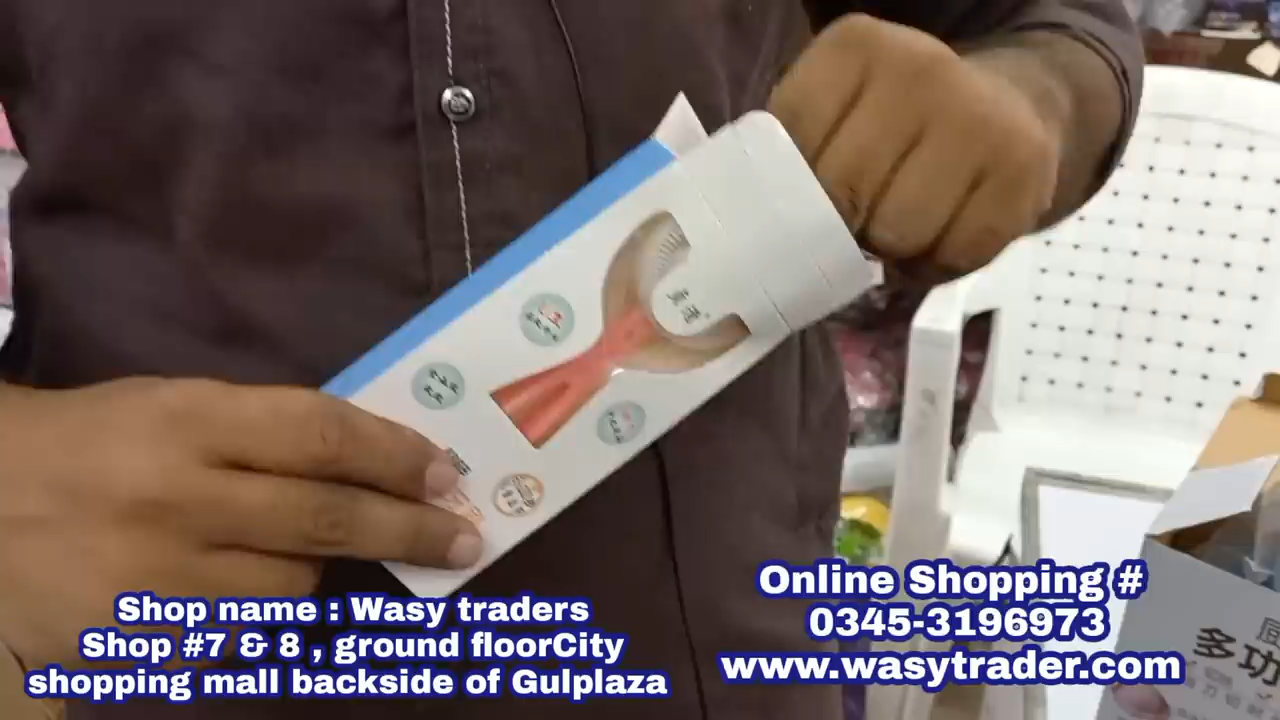 Shop name : Wasy traders
Shop #7 & 8 , ground floorCity
shopping mall backside of Gulplaza
Online Shopping #
0345-3196973
www.wasytrader.com
多功